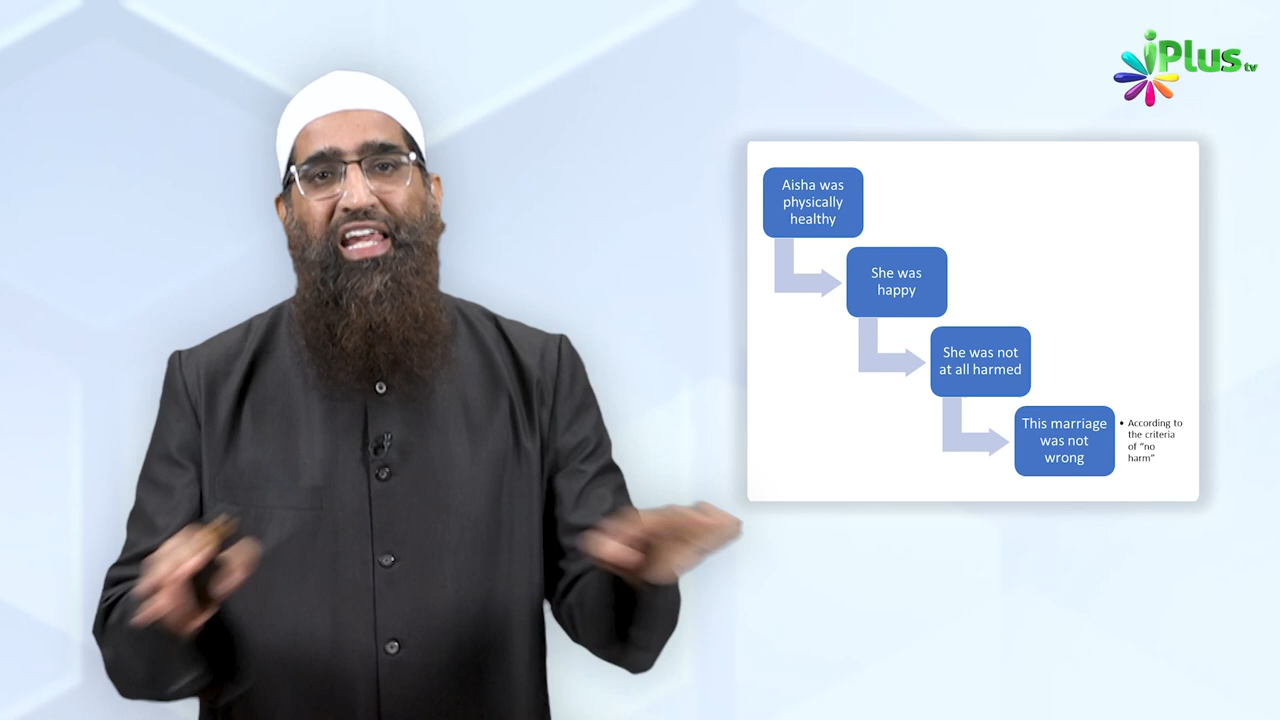 iPlus tv
Aisha was
physically
healthy
She was
happy
She was not
at all harmed
This marriage
was not
wrong
• According to
the criteria
of "no
harm"